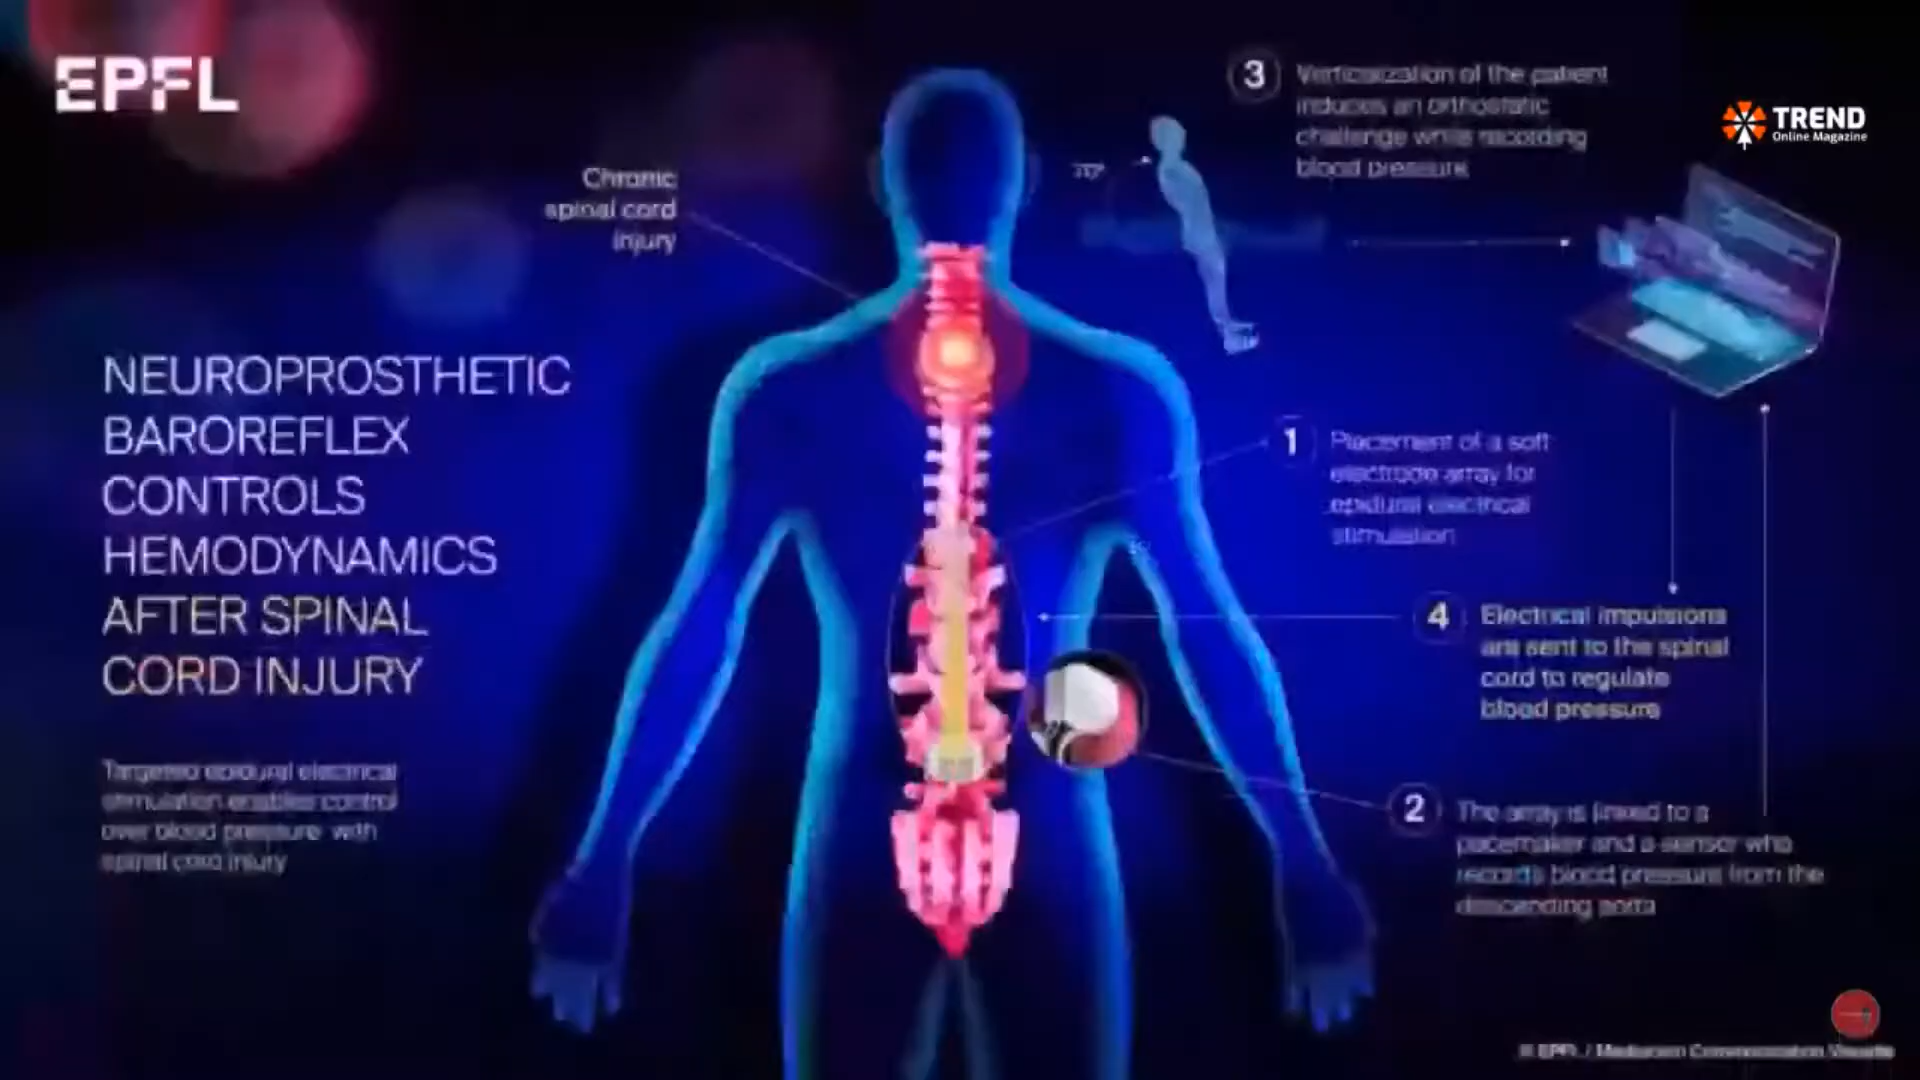 EPFL
TREND
Online Magazine
Chronic
spinal cord
injury
NEUROPROSTHETIC
BAROREFLEX
CONTROLS
HEMODYNAMICS
AFTER SPINAL
CORD INJURY
Targeted epidural electrical
stimulation enables control
over blood pressure with
spinal cord injury
3
Verticalization of the patient
induces an orthostatic
challenge while recording
blood pressure
70°
1
Placement of a soft
electrode array for
epidural electrical
stimulation
4
Electrical impulsions
are sent to the spinal
cord to regulate
blood pressure
2
The array is linked to a
pacemaker and a sensor who
records blood pressure from the
descending aorta
© EPFL /